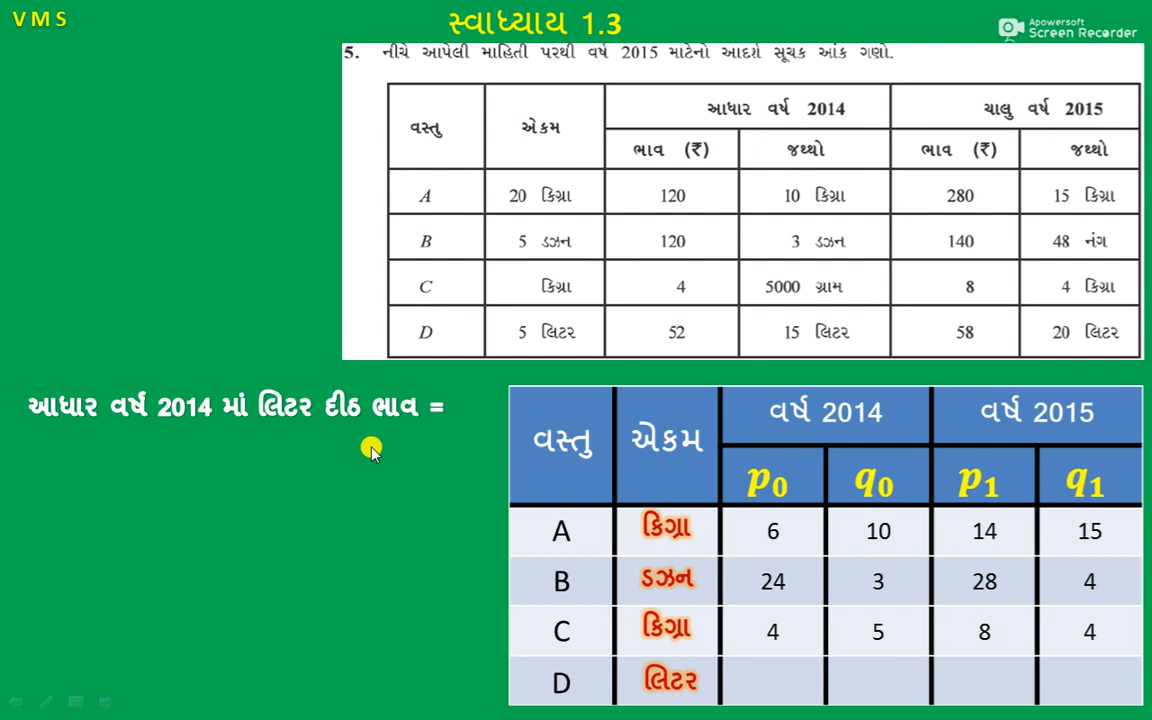 V M S
સ્વાધ્યાય 1.3
Apowersoft
Screen Recorder
5. નીચે આપેલી માહિતી પરથી વર્ષ 2015 માટેનો આદર્શ સૂચક આંક ગણો.
વસ્તુ એકમ આધાર વર્ષ 2014 ચાલુ વર્ષ 2015
ભાવ (₹) જથ્થો ભાવ (₹) જથ્થો
A 20 કિગ્રા 120 10 કિગ્રા 280 15 કિગ્રા
B 5 ડઝન 120 3 ડઝન 140 48 નંગ
C કિગ્રા 4 5000 ગ્રામ 8 4 કિગ્રા
D 5 લિટર 52 15 લિટર 58 20 લિટર
આધાર વર્ષ 2014 માં લિટર દીઠ ભાવ =
વસ્તુ એકમ વર્ષ 2014 વર્ષ 2015
p₀ q₀ p₁ q₁
A કિગ્રા 6 10 14 15
B ડઝન 24 3 28 4
C કિગ્રા 4 5 8 4
D લિટર